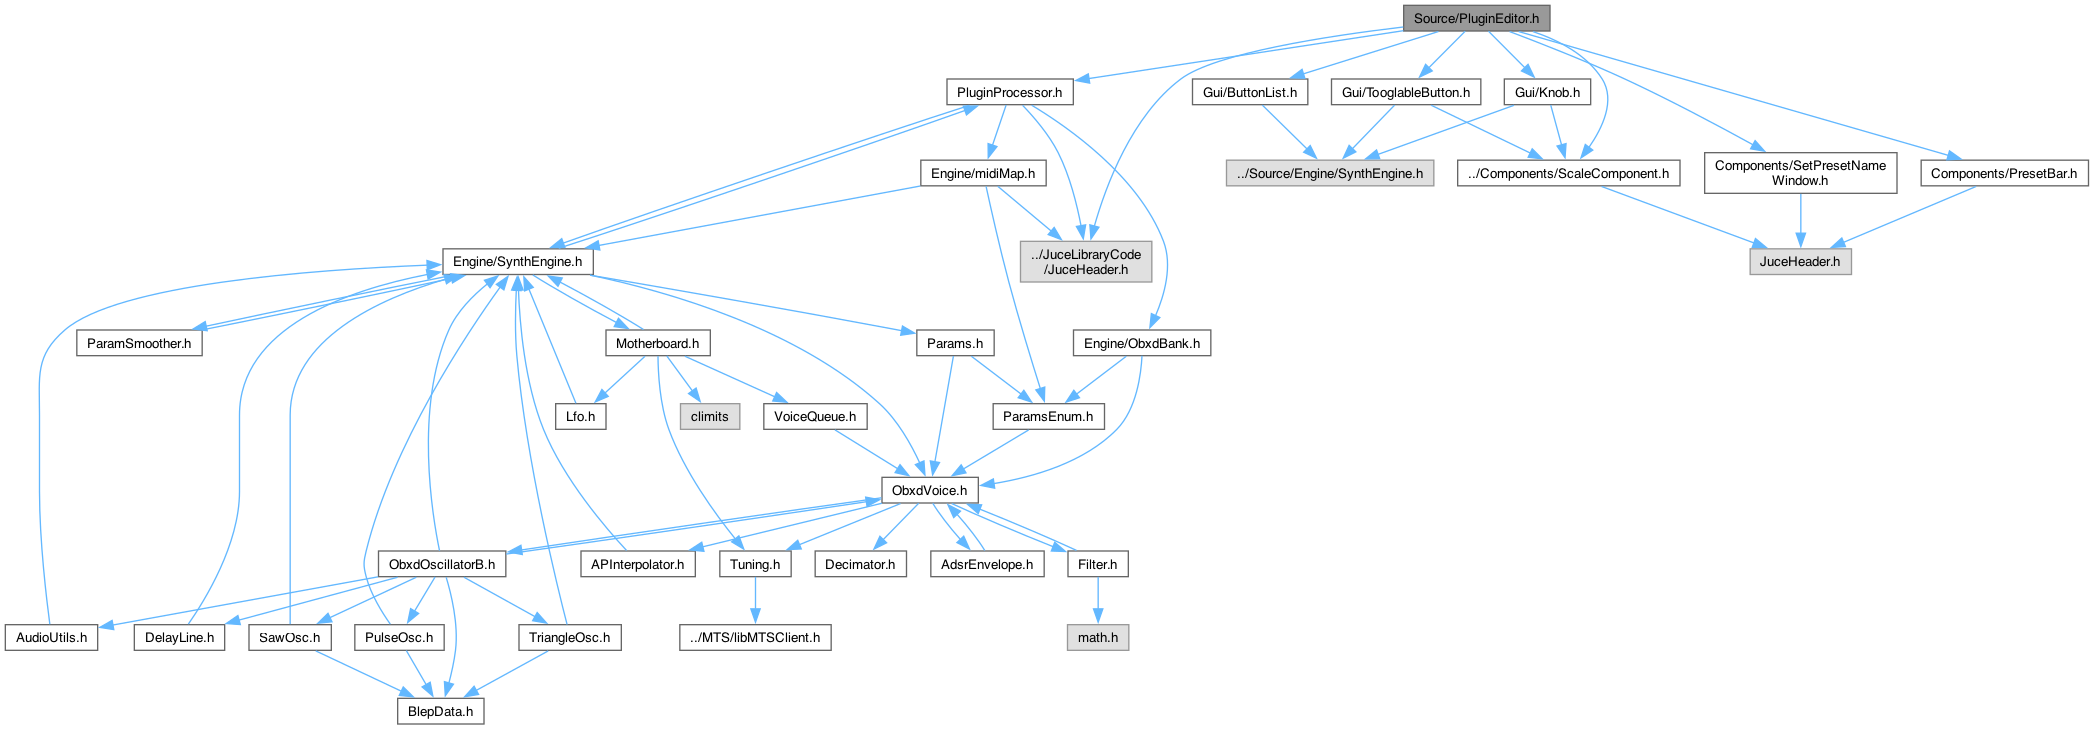 Source/PluginEditor.h
PluginProcessor.h
Gui/ButtonList.h
Gui/TooglableButton.h
Gui/Knob.h
Engine/midiMap.h
../Source/Engine/SynthEngine.h
../Components/ScaleComponent.h
Components/SetPresetName
Window.h
Components/PresetBar.h
Engine/SynthEngine.h
../JuceLibraryCode
/JuceHeader.h
JuceHeader.h
ParamSmoother.h
Motherboard.h
Params.h
Engine/ObxdBank.h
Lfo.h
climits
VoiceQueue.h
ParamsEnum.h
ObxdVoice.h
ObxdOscillatorB.h
APInterpolator.h
Tuning.h
Decimator.h
AdsrEnvelope.h
Filter.h
AudioUtils.h
DelayLine.h
SawOsc.h
PulseOsc.h
TriangleOsc.h
../MTS/libMTSClient.h
math.h
BlepData.h